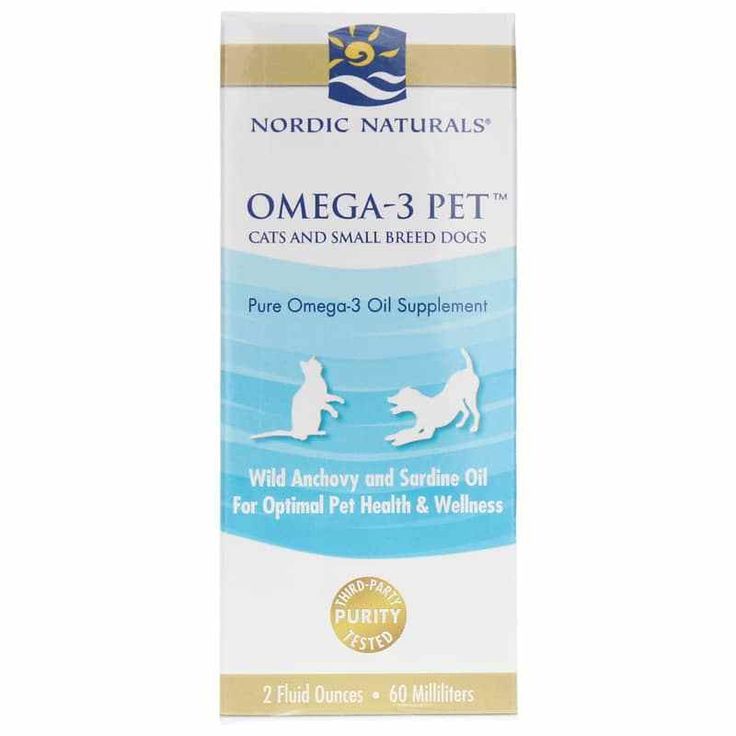 NORDIC NATURALS®
OMEGA-3 PET™
CATS AND SMALL BREED DOGS
Pure Omega-3 Oil Supplement
Wild Anchovy and Sardine Oil
For Optimal Pet Health & Wellness
THIRD-PARTY
PURITY
TESTED
2 Fluid Ounces • 60 Milliliters